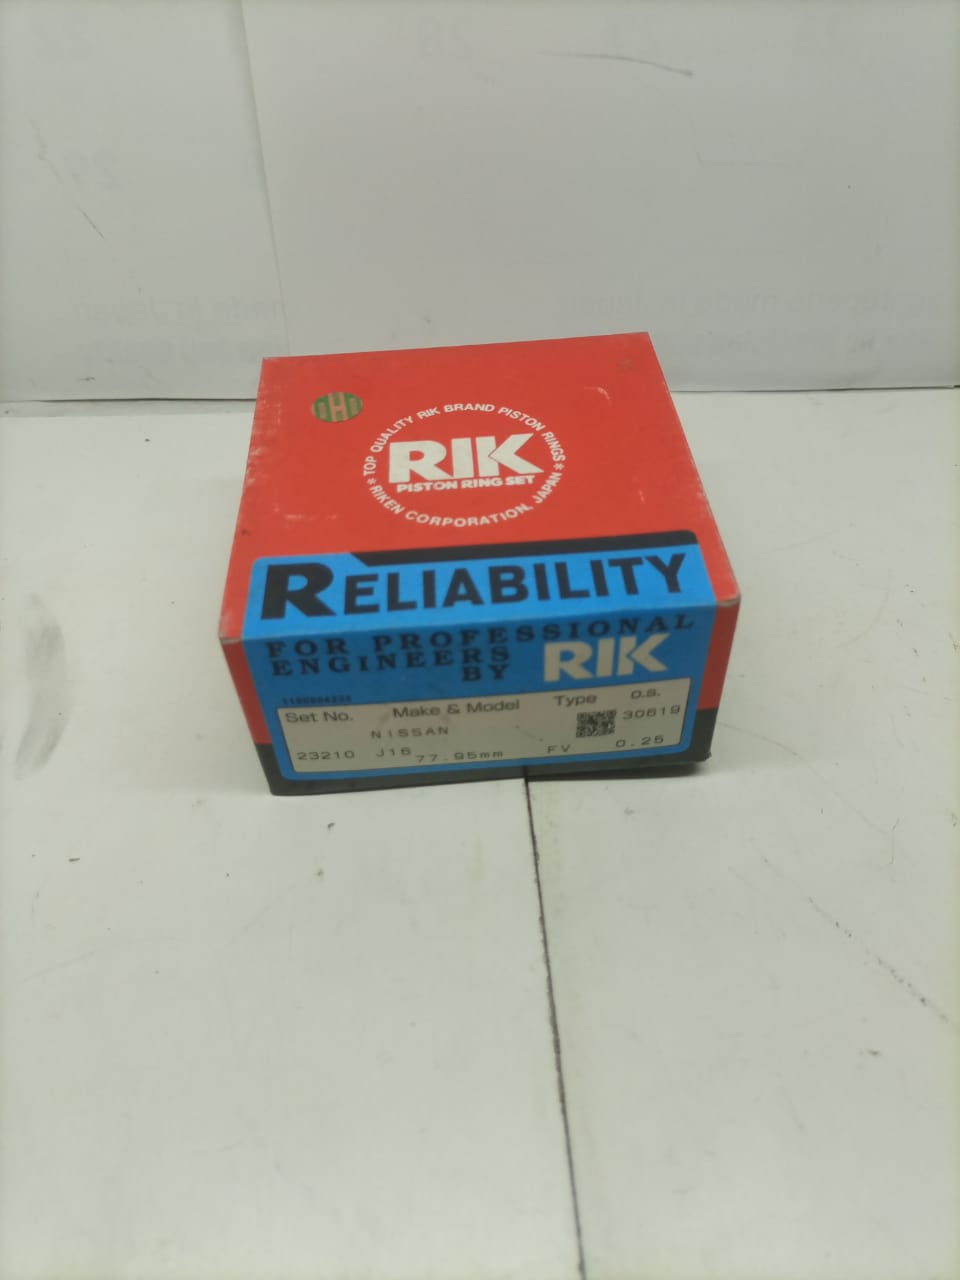 TOP QUALITY RIK BRAND PISTON RINGS
RIK
PISTON RING SET
* RIKEN CORPORATION, JAPAN *
RELIABILITY
FOR PROFESSIONAL
ENGINEERS
BY RIK
Set No. Make & Model Type O.S.
NISSAN 30619
23210 J16 77.95mm FV 0.25